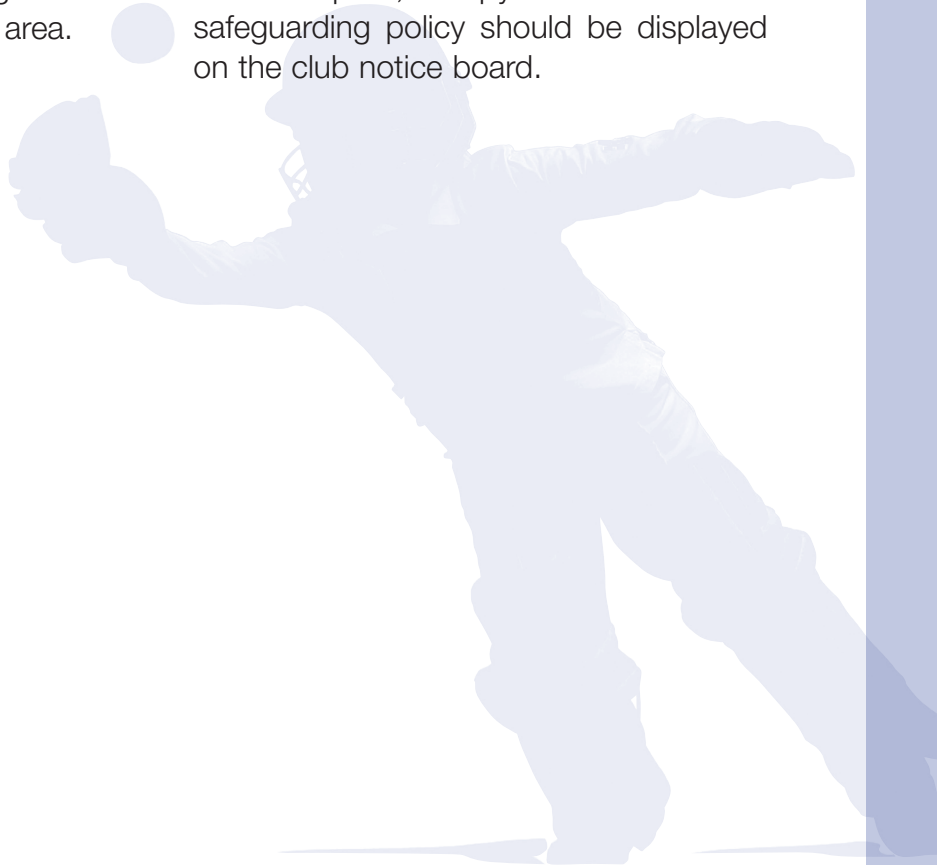 area.
safeguarding policy should be displayed
on the club notice board.